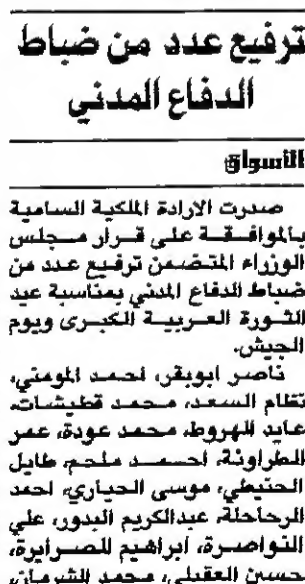 ترفيع عدد من ضباط
الدفاع المدني
الأسواق
صدرت الارادة الملكية السامية
بالموافقة على قرار مجلس
الوزراء المتضمن ترفيع عدد من
ضباط الدفاع المدني بمناسبة عيد
الثورة العربية الكبرى ويوم
الجيش.
ناصر ابوبقر، احمد المومني،
نظام السعد، محمد قطيشات،
عايد الهروط، محمد عودة، عمر
الطراونة، احمد ملحم، طايل
الحنيطي، موسى الحياري، احمد
الرحاحلة، عبدالكريم البدور، علي
النواصرة، ابراهيم الصرايرة،
حسين العقيلي، محمد الشرمان،